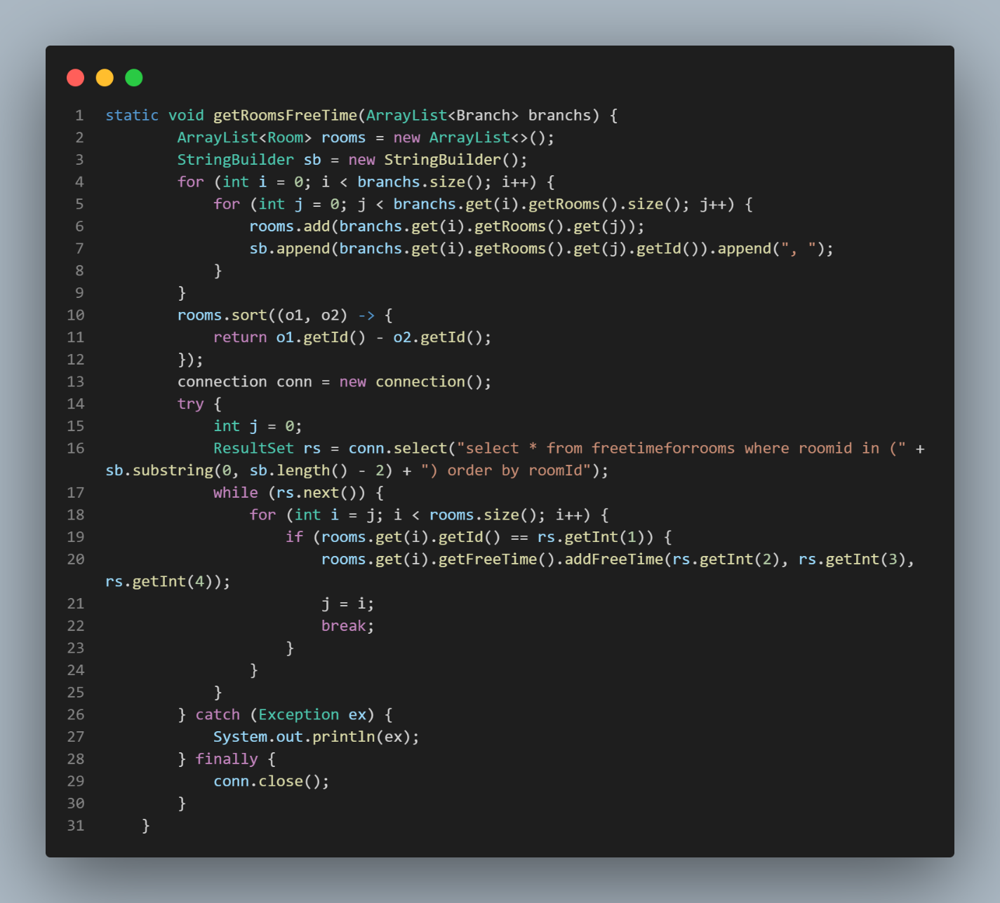 1 static void getRoomsFreeTime(ArrayList<Branch> branchs) {
2         ArrayList<Room> rooms = new ArrayList<>();
3         StringBuilder sb = new StringBuilder();
4         for (int i = 0; i < branchs.size(); i++) {
5             for (int j = 0; j < branchs.get(i).getRooms().size(); j++) {
6                 rooms.add(branchs.get(i).getRooms().get(j));
7                 sb.append(branchs.get(i).getRooms().get(j).getId()).append(", ");
8             }
9         }
10         rooms.sort((o1, o2) -> {
11             return o1.getId() - o2.getId();
12         });
13         connection conn = new connection();
14         try {
15             int j = 0;
16             ResultSet rs = conn.select("select * from freetimeforrooms where roomid in (" +
sb.substring(0, sb.length() - 2) + ") order by roomId");
17             while (rs.next()) {
18                 for (int i = j; i < rooms.size(); i++) {
19                     if (rooms.get(i).getId() == rs.getInt(1)) {
20                         rooms.get(i).getFreeTime().addFreeTime(rs.getInt(2), rs.getInt(3),
rs.getInt(4));
21                         j = i;
22                         break;
23                     }
24                 }
25             }
26         } catch (Exception ex) {
27             System.out.println(ex);
28         } finally {
29             conn.close();
30         }
31     }